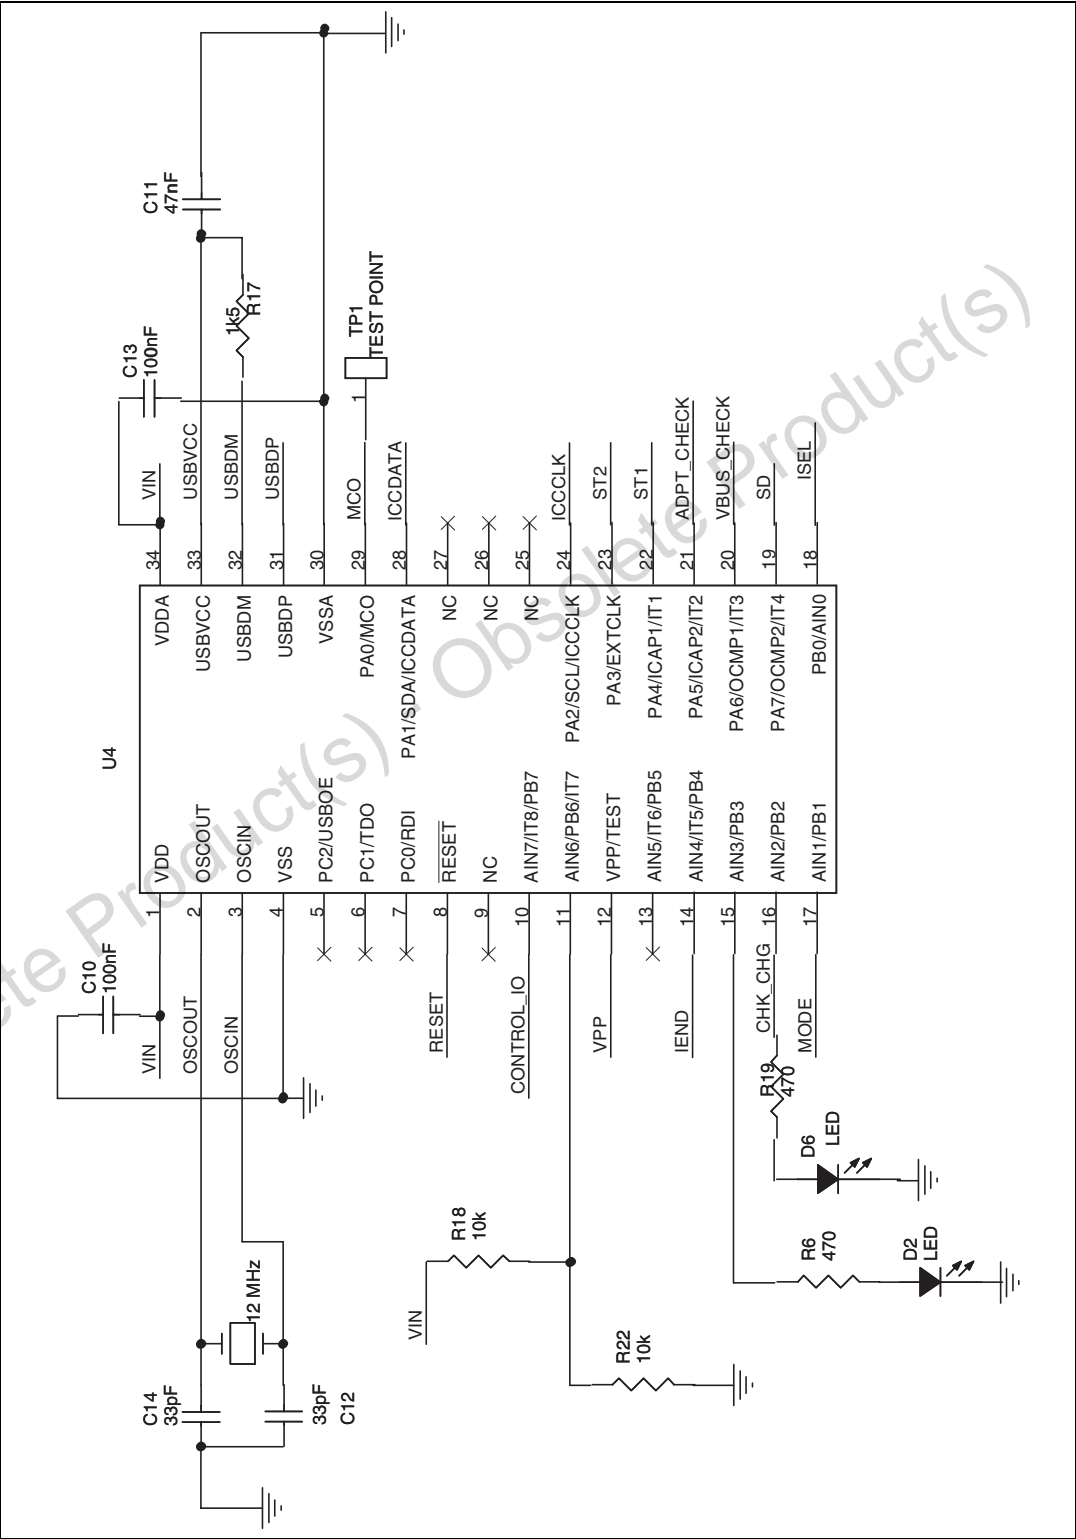 U4
1 VDD
2 OSCOUT
3 OSCIN
4 VSS
5 PC2/USBOE
6 PC1/TDO
7 PC0/RDI
8 RESET
9 NC
10 AIN7/IT8/PB7
11 AIN6/PB6/IT7
12 VPP/TEST
13 AIN5/IT6/PB5
14 AIN4/IT5/PB4
15 AIN3/PB3
16 AIN2/PB2
17 AIN1/PB1
VDDA 34
USBVCC 33
USBDM 32
USBDP 31
VSSA 30
PA0/MCO 29
PA1/SDA/ICCDATA 28
NC 27
NC 26
NC 25
PA2/SCL/ICCCLK 24
PA3/EXTCLK 23
PA4/ICAP1/IT1 22
PA5/ICAP2/IT2 21
PA6/OCMP1/IT3 20
PA7/OCMP2/IT4 19
PB0/AIN0 18
VIN
USBVCC
USBDM
USBDP
MCO
ICCDATA
ICCCLK
ST2
ST1
ADPT_CHECK
VBUS_CHECK
SD
ISEL
C13
100nF
C11
47nF
1k5
R17
TP1
TEST POINT
1
C10
100nF
VIN
OSCOUT
OSCIN
RESET
CONTROL_IO
VPP
IEND
CHK_CHG
MODE
R19
470
D6
LED
R6
470
D2
LED
R18
10k
VIN
R22
10k
12 MHz
C14
33pF
33pF
C12
ete Product(s) - Obsolete Product(s)